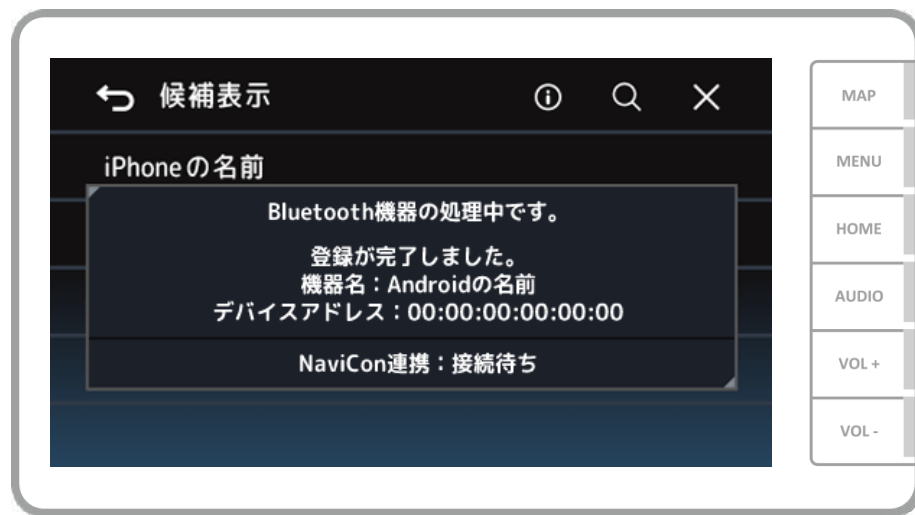 候補表示
iPhoneの名前
Bluetooth機器の処理中です。
登録が完了しました。
機器名：Androidの名前
デバイスアドレス：00:00:00:00:00:00
NaviCon連携：接続待ち
MAP
MENU
HOME
AUDIO
VOL +
VOL -